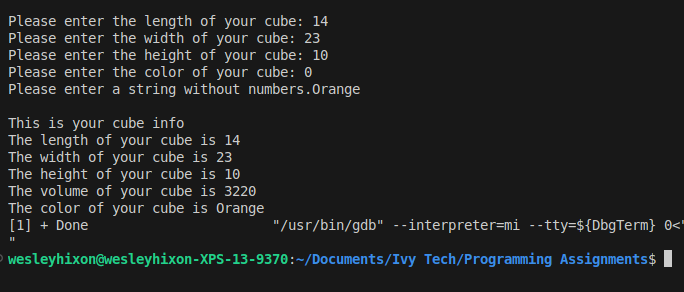 Please enter the length of your cube: 14
Please enter the width of your cube: 23
Please enter the height of your cube: 10
Please enter the color of your cube: 0
Please enter a string without numbers.Orange
This is your cube info
The length of your cube is 14
The width of your cube is 23
The height of your cube is 10
The volume of your cube is 3220
The color of your cube is Orange
[1] + Done                       "/usr/bin/gdb" --interpreter=mi --tty=${DbgTerm} 0<"
"
wesleyhixon@wesleyhixon-XPS-13-9370:~/Documents/Ivy Tech/Programming Assignments$